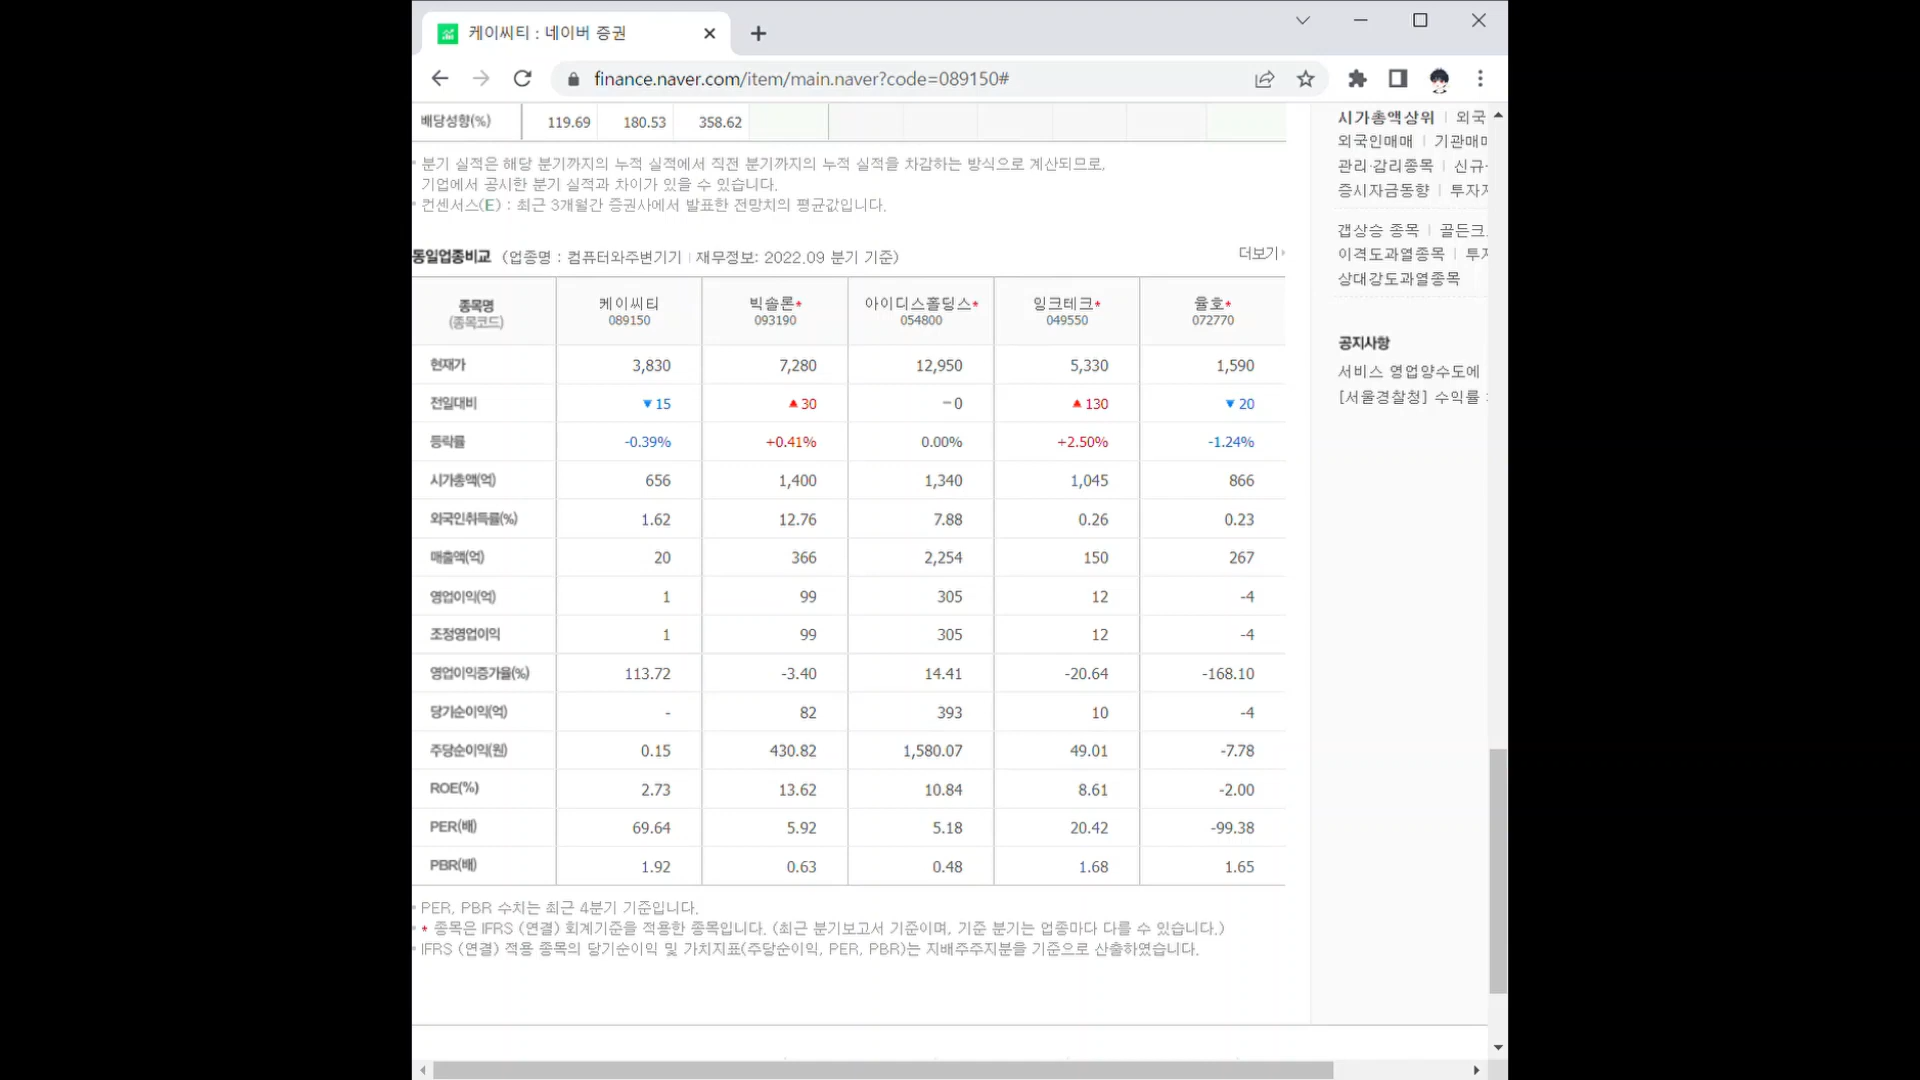 케이씨티 : 네이버 증권
finance.naver.com/item/main.naver?code=089150#
배당성향(%) 119.69 180.53 358.62
분기 실적은 해당 분기까지의 누적 실적에서 직전 분기까지의 누적 실적을 차감하는 방식으로 계산되므로,
기업에서 공시한 분기 실적과 차이가 있을 수 있습니다.
컨센서스(E) : 최근 3개월간 증권사에서 발표한 전망치의 평균값입니다.
동일업종비교 (업종명 : 컴퓨터와주변기기 | 재무정보: 2022.09 분기 기준) 더보기
종목명 케이씨티 빅솔론* 아이디스홀딩스* 잉크테크* 율호*
(종목코드) 089150 093190 054800 049550 072770
현재가 3,830 7,280 12,950 5,330 1,590
전일대비 ▼15 ▲30 −0 ▲130 ▼20
등락률 -0.39% +0.41% 0.00% +2.50% -1.24%
시가총액(억) 656 1,400 1,340 1,045 866
외국인취득률(%) 1.62 12.76 7.88 0.26 0.23
매출액(억) 20 366 2,254 150 267
영업이익(억) 1 99 305 12 -4
조정영업이익 1 99 305 12 -4
영업이익증가율(%) 113.72 -3.40 14.41 -20.64 -168.10
당기순이익(억) - 82 393 10 -4
주당순이익(원) 0.15 430.82 1,580.07 49.01 -7.78
ROE(%) 2.73 13.62 10.84 8.61 -2.00
PER(배) 69.64 5.92 5.18 20.42 -99.38
PBR(배) 1.92 0.63 0.48 1.68 1.65
PER, PBR 수치는 최근 4분기 기준입니다.
* 종목은 IFRS (연결) 회계기준을 적용한 종목입니다. (최근 분기보고서 기준이며, 기준 분기는 업종마다 다를 수 있습니다.)
IFRS (연결) 적용 종목의 당기순이익 및 가치지표(주당순이익, PER, PBR)는 지배주주지분을 기준으로 산출하였습니다.
시가총액상위 | 외국
외국인매매 | 기관매
관리·감리종목 | 신규
증시자금동향 | 투자
갭상승 종목 | 골든크
이격도과열종목 | 투
상대강도과열종목
공지사항
서비스 영업양수도에
[서울경찰청] 수익률